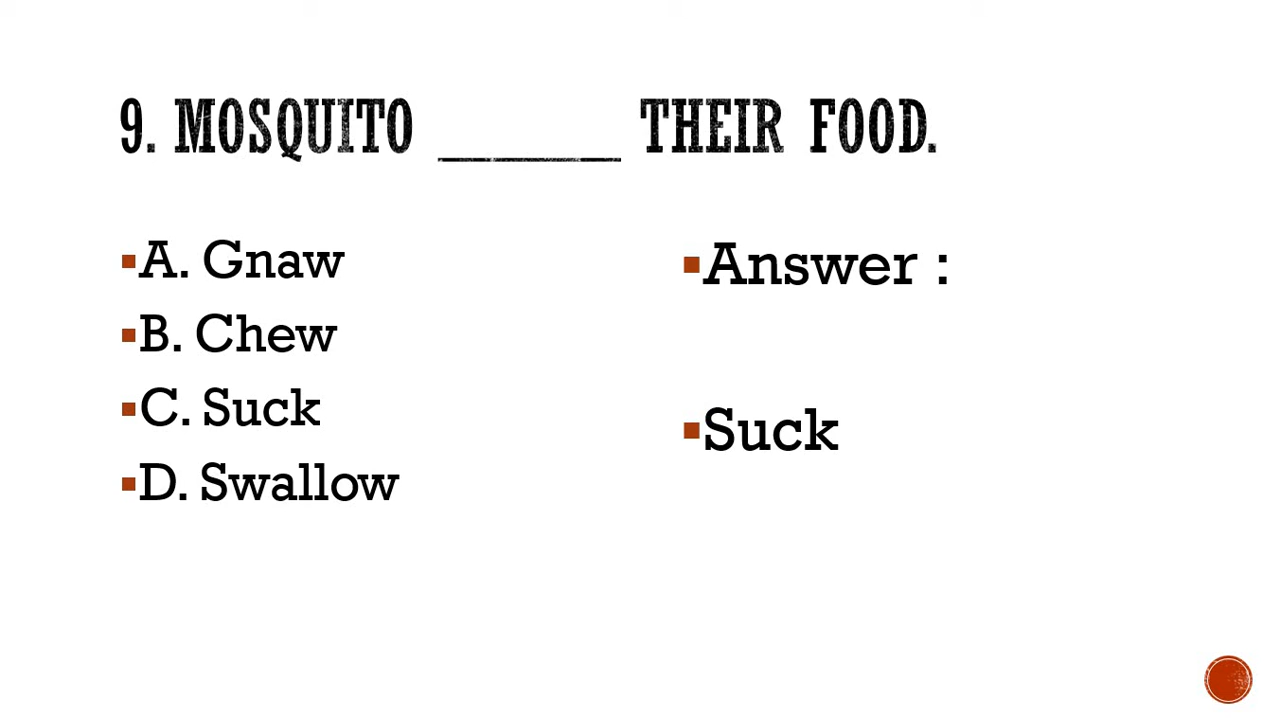 9. MOSQUITO ______ THEIR FOOD.
▪A. Gnaw
▪B. Chew
▪C. Suck
▪D. Swallow
▪Answer :
▪Suck